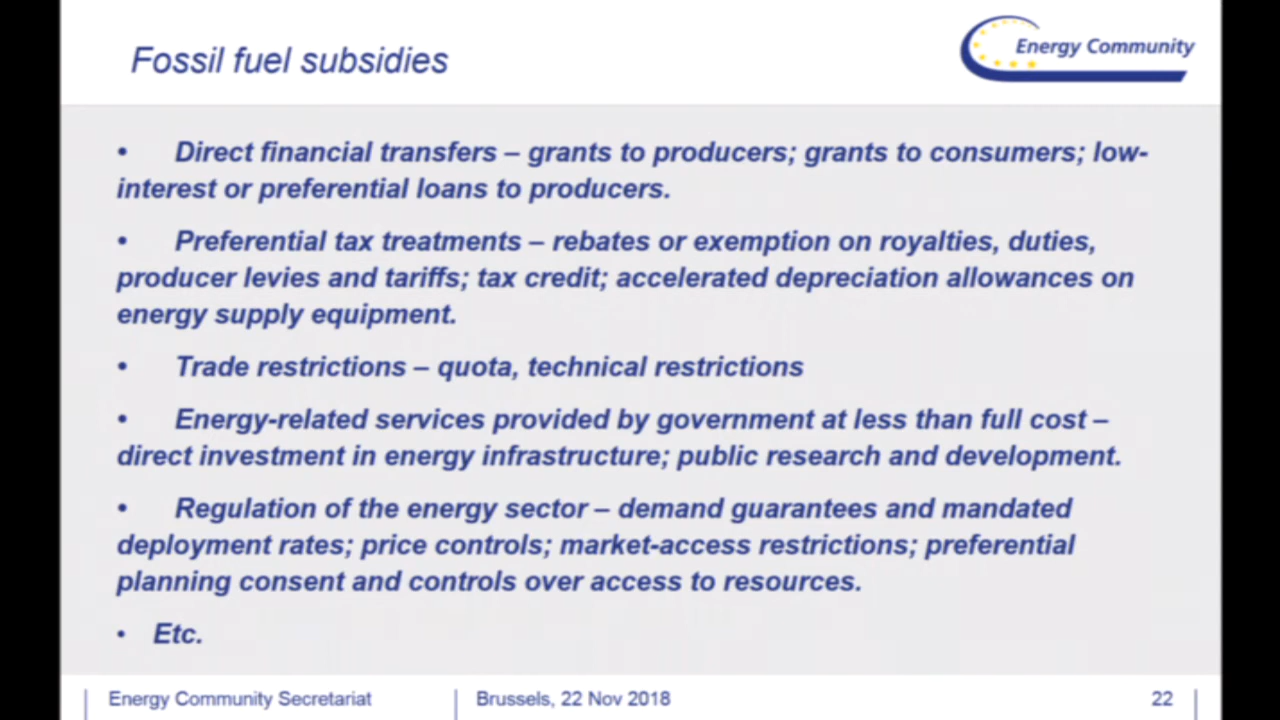 Fossil fuel subsidies
Energy Community
• Direct financial transfers – grants to producers; grants to consumers; low-
interest or preferential loans to producers.
• Preferential tax treatments – rebates or exemption on royalties, duties,
producer levies and tariffs; tax credit; accelerated depreciation allowances on
energy supply equipment.
• Trade restrictions – quota, technical restrictions
• Energy-related services provided by government at less than full cost –
direct investment in energy infrastructure; public research and development.
• Regulation of the energy sector – demand guarantees and mandated
deployment rates; price controls; market-access restrictions; preferential
planning consent and controls over access to resources.
• Etc.
Energy Community Secretariat
Brussels, 22 Nov 2018
22